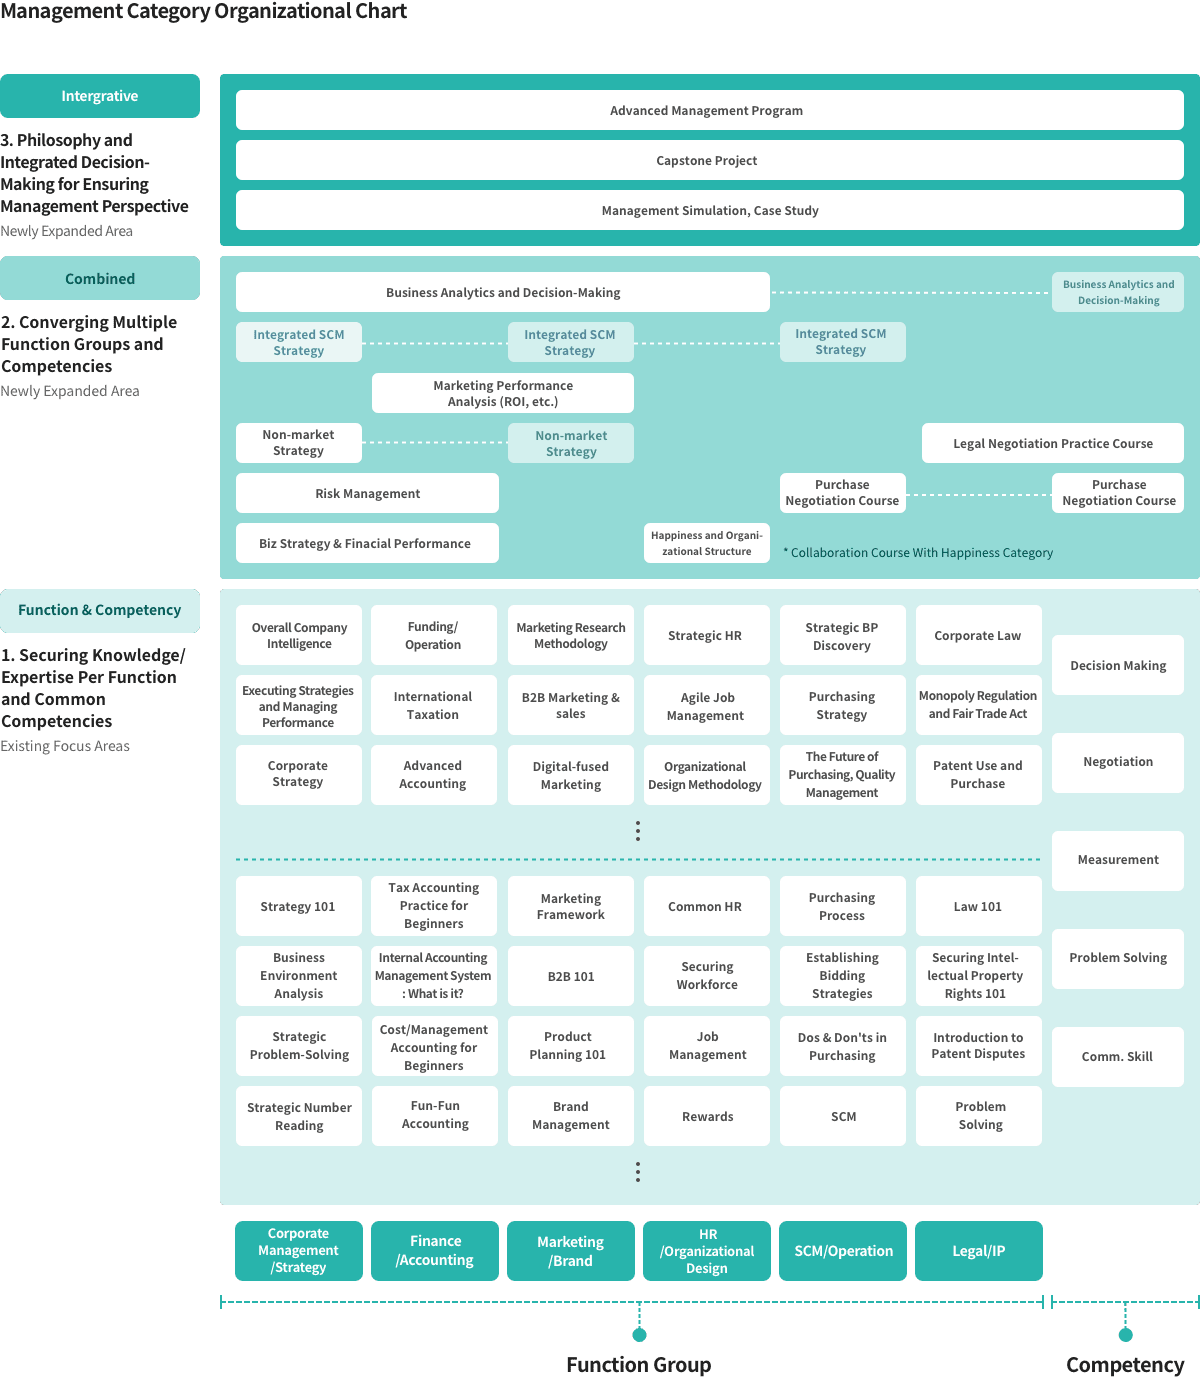 Management Category Organizational Chart
Intergrative
3. Philosophy and
Integrated Decision-
Making for Ensuring
Management Perspective
Newly Expanded Area
Advanced Management Program
Capstone Project
Management Simulation, Case Study
Combined
2. Converging Multiple
Function Groups and
Competencies
Newly Expanded Area
Business Analytics and Decision-Making
Business Analytics and
Decision-Making
Integrated SCM
Strategy
Integrated SCM
Strategy
Integrated SCM
Strategy
Marketing Performance
Analysis (ROI, etc.)
Non-market
Strategy
Non-market
Strategy
Legal Negotiation Practice Course
Risk Management
Purchase
Negotiation Course
Purchase
Negotiation Course
Biz Strategy & Finacial Performance
Happiness and Organi-
zational Structure
* Collaboration Course With Happiness Category
Function & Competency
1. Securing Knowledge/
Expertise Per Function
and Common
Competencies
Existing Focus Areas
Overall Company
Intelligence
Funding/
Operation
Marketing Research
Methodology
Strategic HR
Strategic BP
Discovery
Corporate Law
Executing Strategies
and Managing
Performance
International
Taxation
B2B Marketing &
sales
Agile Job
Management
Purchasing
Strategy
Monopoly Regulation
and Fair Trade Act
Corporate
Strategy
Advanced
Accounting
Digital-fused
Marketing
Organizational
Design Methodology
The Future of
Purchasing, Quality
Management
Patent Use and
Purchase
Strategy 101
Tax Accounting
Practice for
Beginners
Marketing
Framework
Common HR
Purchasing
Process
Law 101
Business
Environment
Analysis
Internal Accounting
Management System
: What is it?
B2B 101
Securing
Workforce
Establishing
Bidding
Strategies
Securing Intel-
lectual Property
Rights 101
Strategic
Problem-Solving
Cost/Management
Accounting for
Beginners
Product
Planning 101
Job
Management
Dos & Don'ts in
Purchasing
Introduction to
Patent Disputes
Strategic Number
Reading
Fun-Fun
Accounting
Brand
Management
Rewards
SCM
Problem
Solving
Decision Making
Negotiation
Measurement
Problem Solving
Comm. Skill
Corporate
Management
/Strategy
Finance
/Accounting
Marketing
/Brand
HR
/Organizational
Design
SCM/Operation
Legal/IP
Function Group
Competency